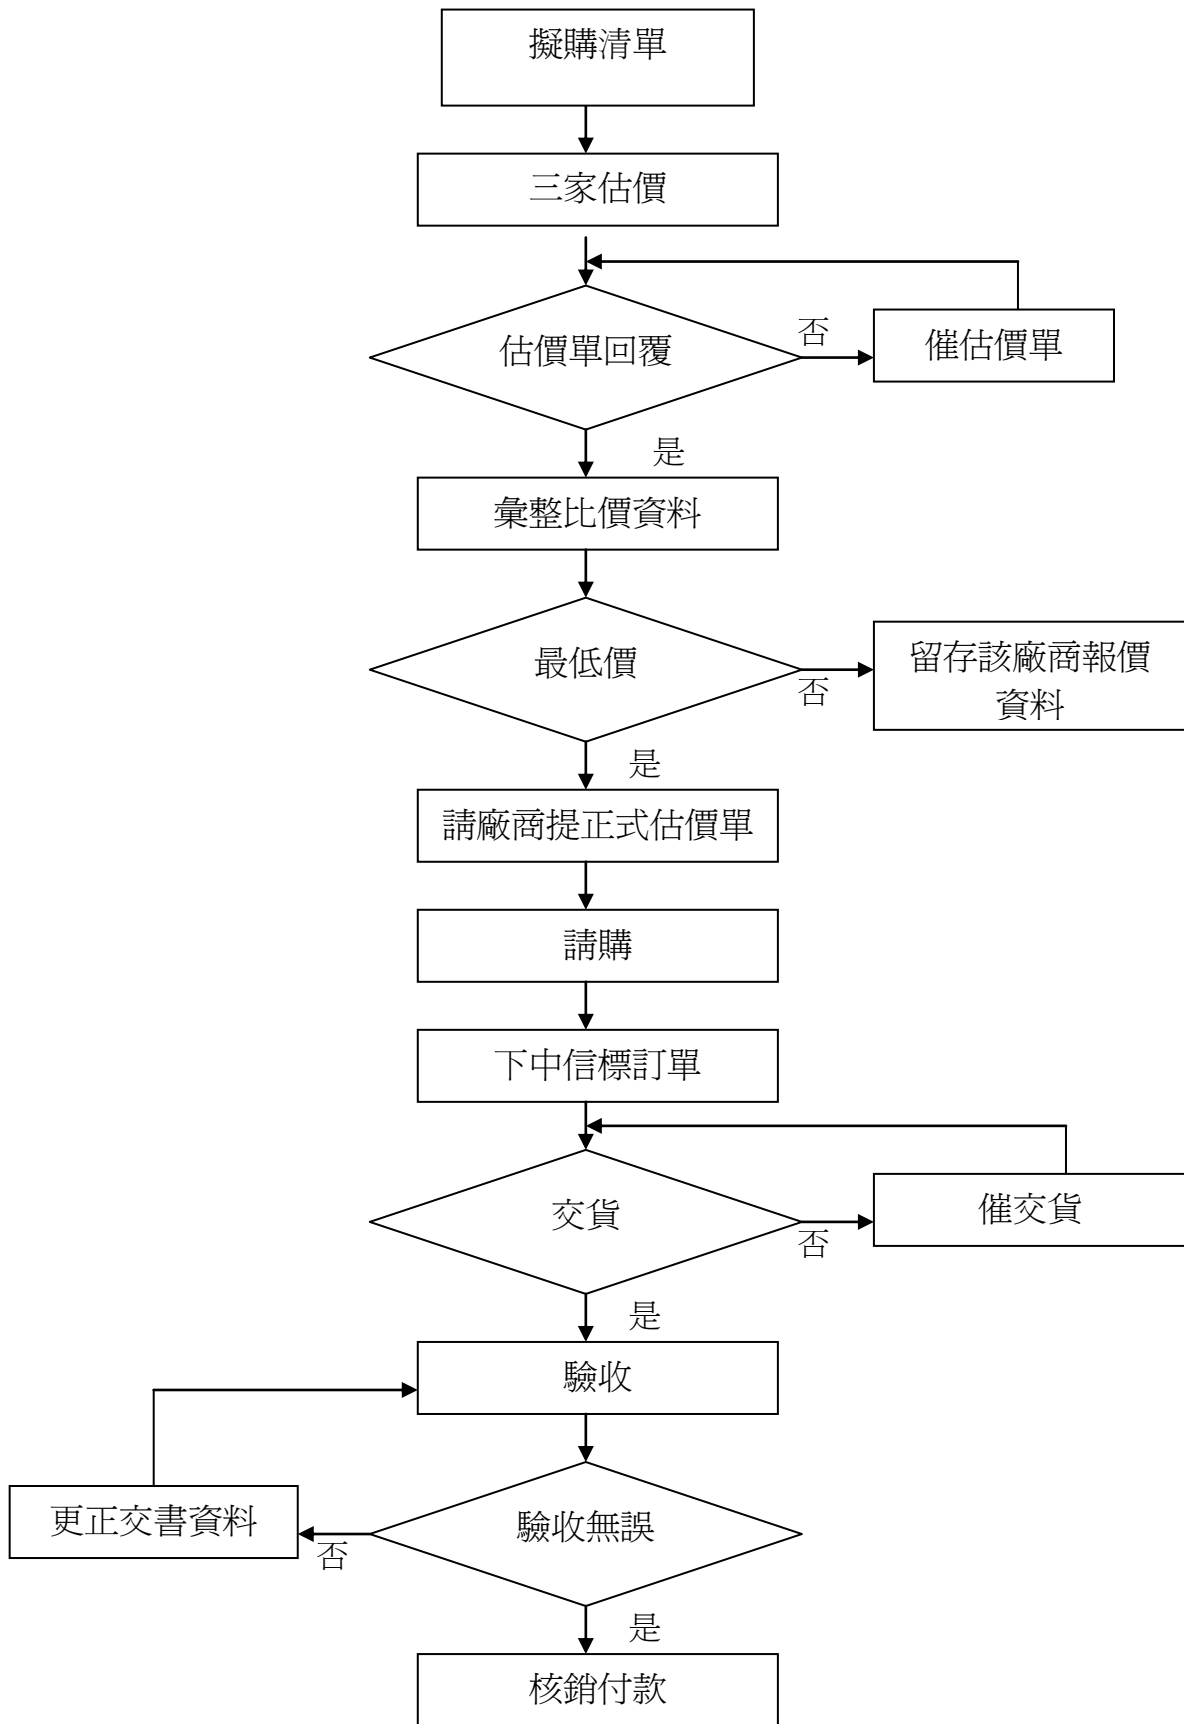 擬購清單
三家估價
估價單回覆
否
催估價單
是
彙整比價資料
最低價
否
留存該廠商報價
資料
是
請廠商提正式估價單
請購
下中信標訂單
交貨
否
催交貨
是
驗收
更正交書資料
否
驗收無誤
是
核銷付款